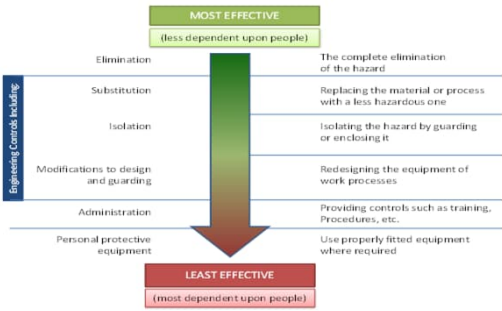 MOST EFFECTIVE
(less dependent upon people)
Elimination
The complete elimination
of the hazard
Engineering Controls Including:
Substitution
Replacing the material or process
with a less hazardous one
Isolation
Isolating the hazard by guarding
or enclosing it
Modifications to design
and guarding
Redesigning the equipment of
work processes
Administration
Providing controls such as training,
Procedures, etc.
Personal protective
equipment
Use properly fitted equipment
where required
LEAST EFFECTIVE
(most dependent upon people)